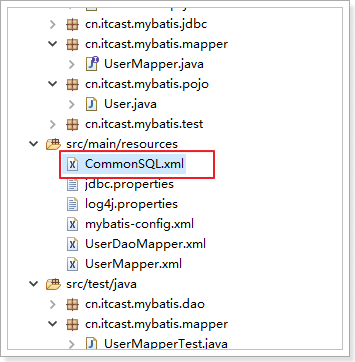 cn.itcast.mybatis.jdbc
cn.itcast.mybatis.mapper
UserMapper.java
cn.itcast.mybatis.pojo
User.java
cn.itcast.mybatis.test
src/main/resources
CommonSQL.xml
jdbc.properties
log4j.properties
mybatis-config.xml
UserDaoMapper.xml
UserMapper.xml
src/test/java
cn.itcast.mybatis.dao
cn.itcast.mybatis.mapper
UserMapperTest.java